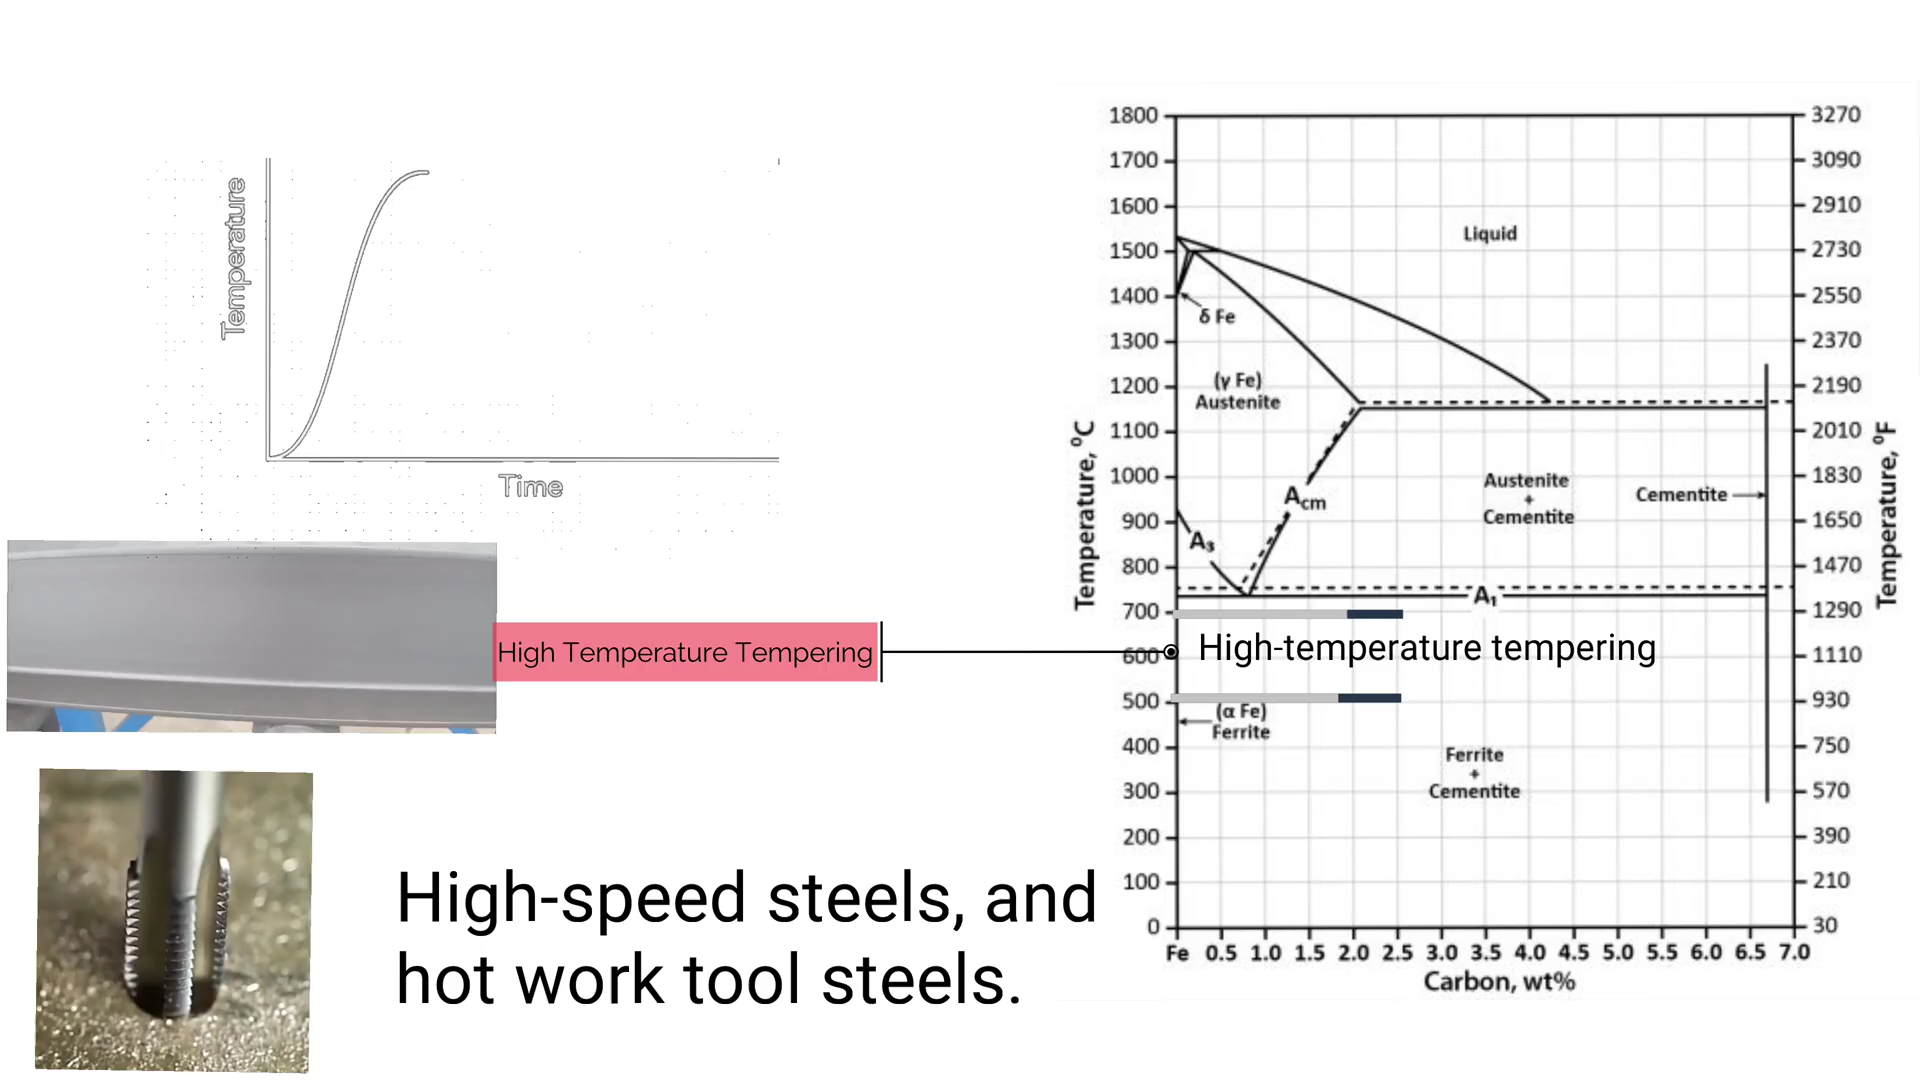 Temperature
Time
High Temperature Tempering
High-speed steels, and
hot work tool steels.
1800
1700
1600
1500
1400
1300
1200
1100
1000
900
800
700
600
500
400
300
200
100
0
Temperature, ⁰C
3270
3090
2910
2730
2550
2370
2190
2010
1830
1650
1470
1290
1110
930
750
570
390
210
30
Temperature, ⁰F
Liquid
δ Fe
(γ Fe)
Austenite
Acm
Austenite
+
Cementite
Cementite
A₃
A₁
High-temperature tempering
(α Fe)
Ferrite
Ferrite
+
Cementite
Fe 0.5 1.0 1.5 2.0 2.5 3.0 3.5 4.0 4.5 5.0 5.5 6.0 6.5 7.0
Carbon, wt%